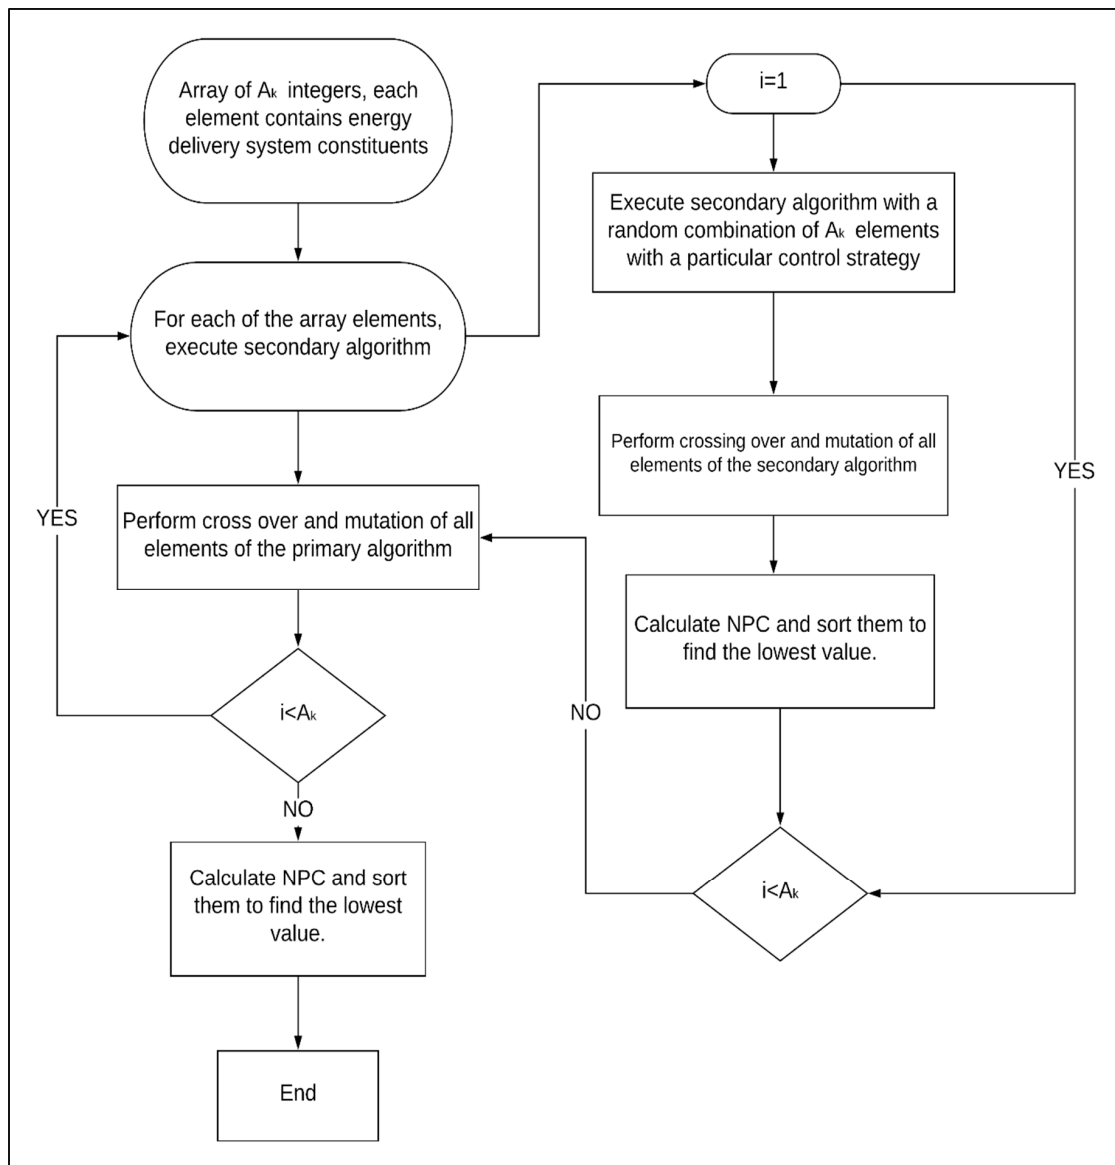 Array of Aₖ integers, each
element contains energy
delivery system constituents
For each of the array elements,
execute secondary algorithm
YES
Perform cross over and mutation of all
elements of the primary algorithm
i<Aₖ
NO
Calculate NPC and sort
them to find the lowest
value.
End
i=1
Execute secondary algorithm with a
random combination of Aₖ elements
with a particular control strategy
Perform crossing over and mutation of all
elements of the secondary algorithm
YES
Calculate NPC and sort them to
find the lowest value.
NO
i<Aₖ